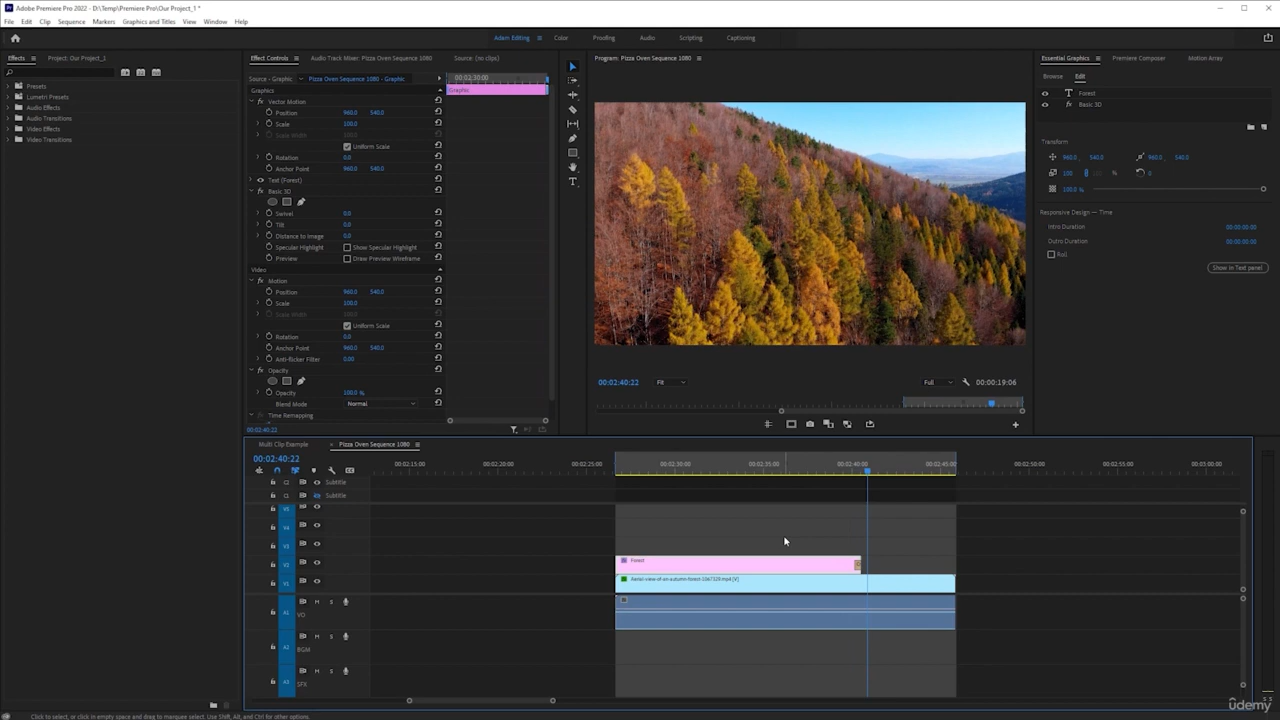 Adobe Premiere Pro 2022 - D:\Temp\Premiere Pro\Our Project_1 *
File Edit Clip Sequence Markers Graphics and Titles View Window Help
Adam Editing Color Proofing Audio Scripting Captioning
Effects Project: Our Project_1
Presets
Lumetri Presets
Audio Effects
Audio Transitions
Video Effects
Video Transitions
Effect Controls Audio Track Mixer: Pizza Oven Sequence 1080 Source: (no clips)
Source - Graphic Pizza Oven Sequence 1080 - Graphic 00:02:30:00
Graphics Graphic
Vector Motion
Position 960.0 540.0
Scale 100.0
Scale Width 100.0
Uniform Scale
Rotation 0.0
Anchor Point 960.0 540.0
Text (Forest)
Basic 3D
Swivel 0.0
Tilt 0.0
Distance to Image 0.0
Specular Highlight Show Specular Highlight
Preview Draw Preview Wireframe
Video
Motion
Position 960.0 540.0
Scale 100.0
Scale Width 100.0
Uniform Scale
Rotation 0.0
Anchor Point 960.0 540.0
Anti-flicker Filter 0.00
Opacity
Opacity 100.0 %
Blend Mode Normal
Time Remapping
00:02:40:22
Program: Pizza Oven Sequence 1080
00:02:40:22 Fit Full 00:00:19:06
Essential Graphics Premiere Composer Motion Array
Browse Edit
Forest
Basic 3D
Transform
960.0 540.0 960.0 540.0
100 % 0
100.0 %
Responsive Design — Time
Intro Duration 00:00:00:00
Outro Duration 00:00:00:00
Roll
Show in Text panel
Multi Clip Example Pizza Oven Sequence 1080
00:02:40:22
00:02:15:00 00:02:20:00 00:02:25:00 00:02:30:00 00:02:35:00 00:02:40:00 00:02:45:00 00:02:50:00 00:02:55:00 00:03:00:00
C2 Subtitle
C1 Subtitle
V5
V4
V3
V2 Forest
V1 Aerial-view-of-an-autumn-forest-1067329.mp4 [V]
A1 M S
VO
A2 M S
BGM
A3 M S
SFX
Click to select, or click in empty space and drag to marquee select. Use Shift, Alt, and Ctrl for other options.
udemy